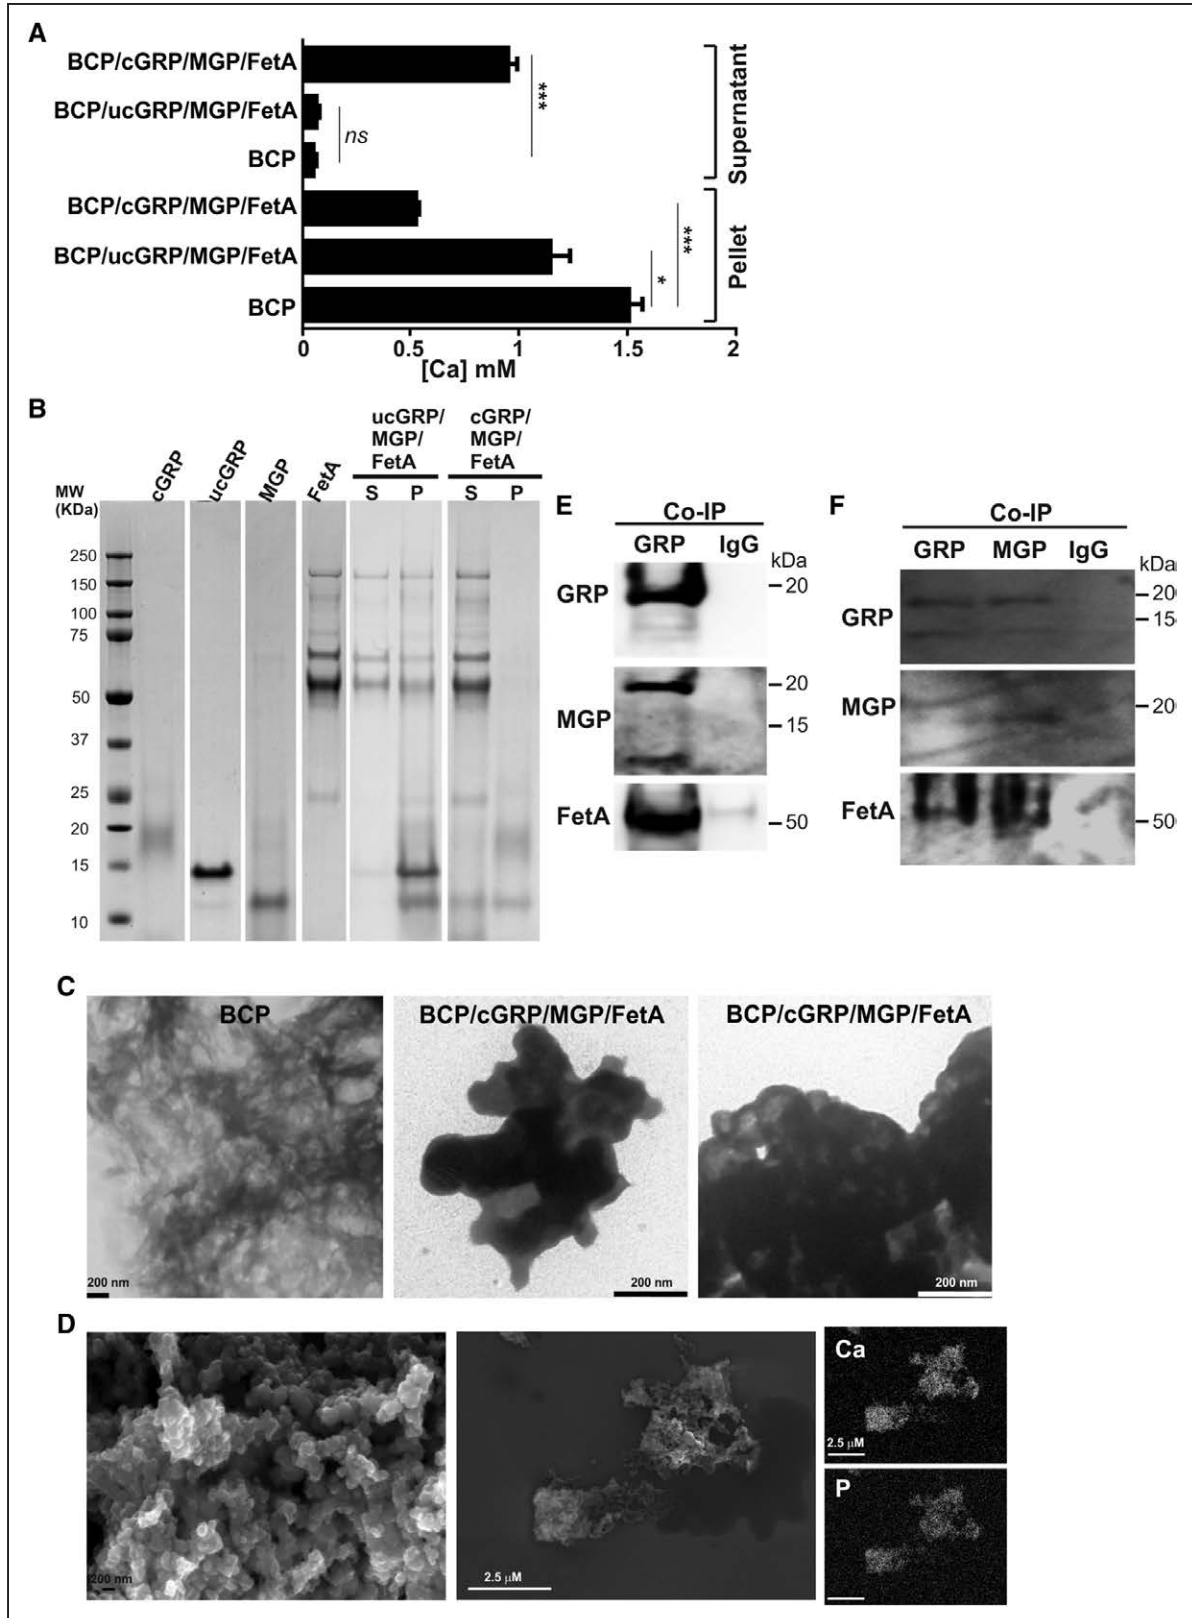 A
BCP/cGRP/MGP/FetA
BCP/ucGRP/MGP/FetA
BCP
BCP/cGRP/MGP/FetA
BCP/ucGRP/MGP/FetA
BCP
***
ns
***
*
Supernatant
Pellet
0 0.5 1 1.5 2
[Ca] mM
B
MW
(KDa)
cGRP
ucGRP
MGP
FetA
ucGRP/
MGP/
FetA
S P
cGRP/
MGP/
FetA
S P
250
150
100
75
50
37
25
20
15
10
E
Co-IP
GRP IgG
kDa
GRP
20
MGP
20
15
FetA
50
F
Co-IP
GRP MGP IgG
kDa
GRP
20
15
MGP
20
FetA
50
C
BCP
200 nm
BCP/cGRP/MGP/FetA
200 nm
BCP/cGRP/MGP/FetA
200 nm
D
200 nm
2.5 µM
Ca
2.5 µM
P